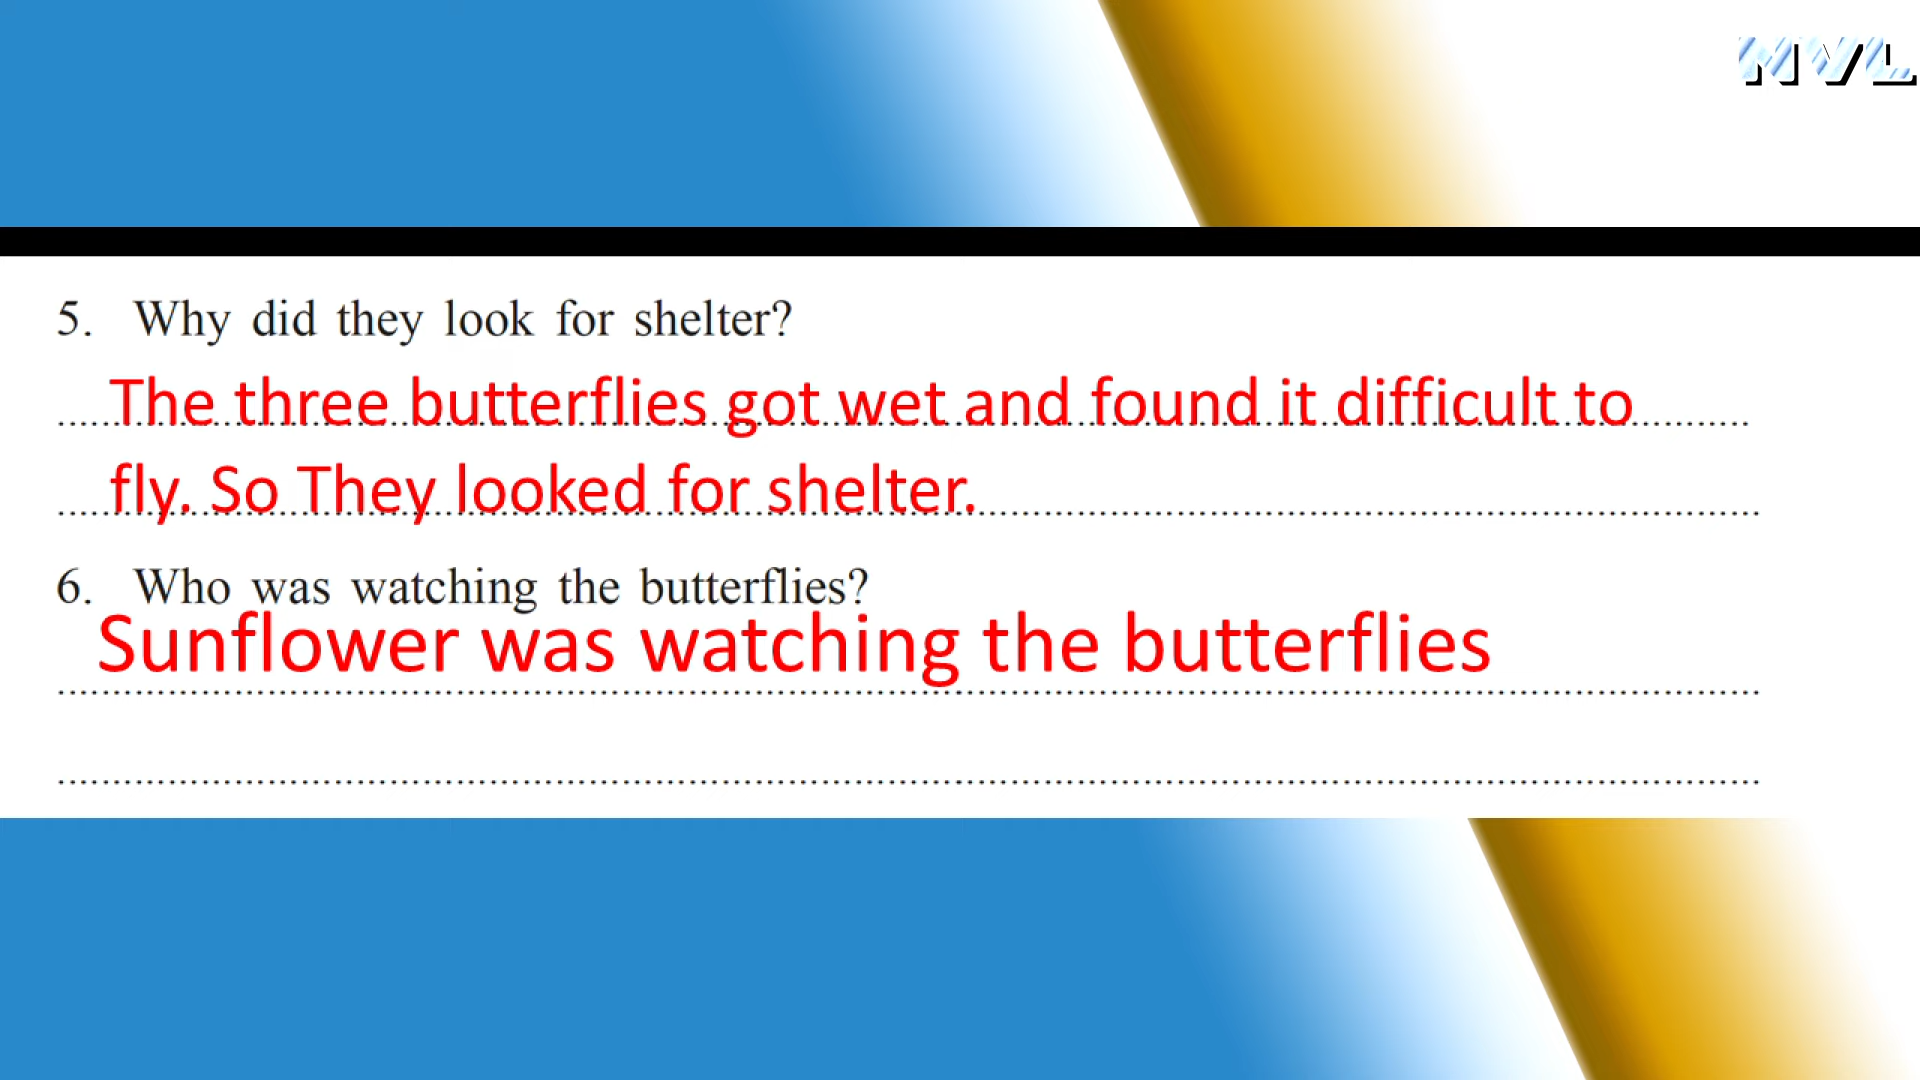 MVL
5. Why did they look for shelter?
The three butterflies got wet and found it difficult to
fly. So They looked for shelter.
6. Who was watching the butterflies?
Sunflower was watching the butterflies